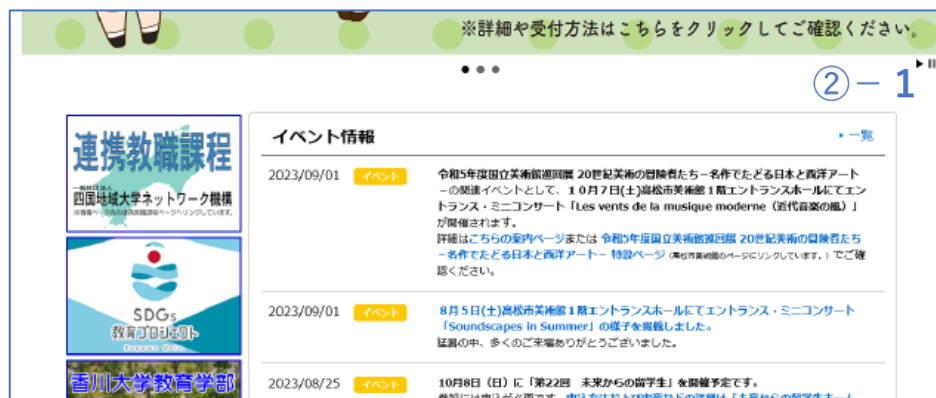 ※詳細や受付方法はこちらをクリックしてご確認ください。
②－１
連携教職課程
一般社団法人
四国地域大学ネットワーク機構
SDGs
教育プロジェクト
Kagawa Univ.
香川大学教育学部
イベント情報
一覧
2023/09/01 イベント
令和5年度国立美術館巡回展 20世紀美術の冒険者たち－名作でたどる日本と西洋アート
－の関連イベントとして、１０月７日(土)高松市美術館１階エントランスホールにてエン
トランス・ミニコンサート「Les vents de la musique moderne（近代音楽の風）」
が開催されます。
詳細はこちらの案内ページまたは 令和5年度国立美術館巡回展 20世紀美術の冒険者たち
－名作でたどる日本と西洋アート－ 特設ページ（高松市美術館のページにリンクしています。）でご確
認ください。
2023/09/01 イベント
８月５日(土)高松市美術館１階エントランスホールにてエントランス・ミニコンサート
「Soundscapes in Summer」の様子を掲載しました。
猛暑の中、多くのご来場ありがとうございました。
2023/08/25 イベント
10月8日（日）に「第22回　未来からの留学生」を開催予定です。